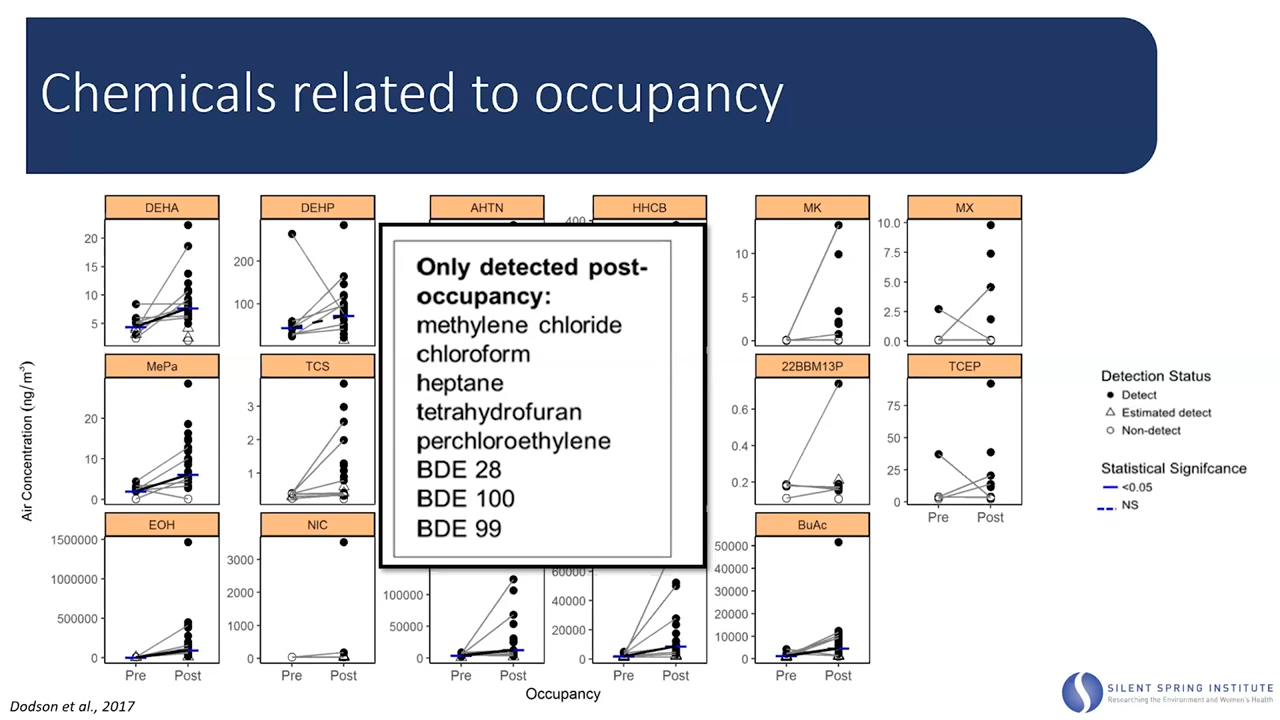 Chemicals related to occupancy
DEHA
DEHP
AHTN
HHCB
MK
MX
20
15
10
5
200
100
400
10
5
0
10.0
7.5
5.0
2.5
0.0
Only detected post-
occupancy:
methylene chloride
chloroform
heptane
tetrahydrofuran
perchloroethylene
BDE 28
BDE 100
BDE 99
MePa
TCS
22BBM13P
TCEP
20
10
0
3
2
1
0.6
0.4
0.2
75
50
25
0
Pre
Post
EOH
NIC
BuAc
1500000
1000000
500000
0
3000
2000
1000
0
100000
50000
0
60000
40000
20000
0
50000
40000
30000
20000
10000
0
Pre
Post
Pre
Post
Pre
Post
Pre
Post
Pre
Post
Occupancy
Air Concentration (ng/m³)
Detection Status
Detect
Estimated detect
Non-detect
Statistical Signifcance
<0.05
NS
Dodson et al., 2017
SILENT SPRING INSTITUTE
Researching the Environment and Women's Health